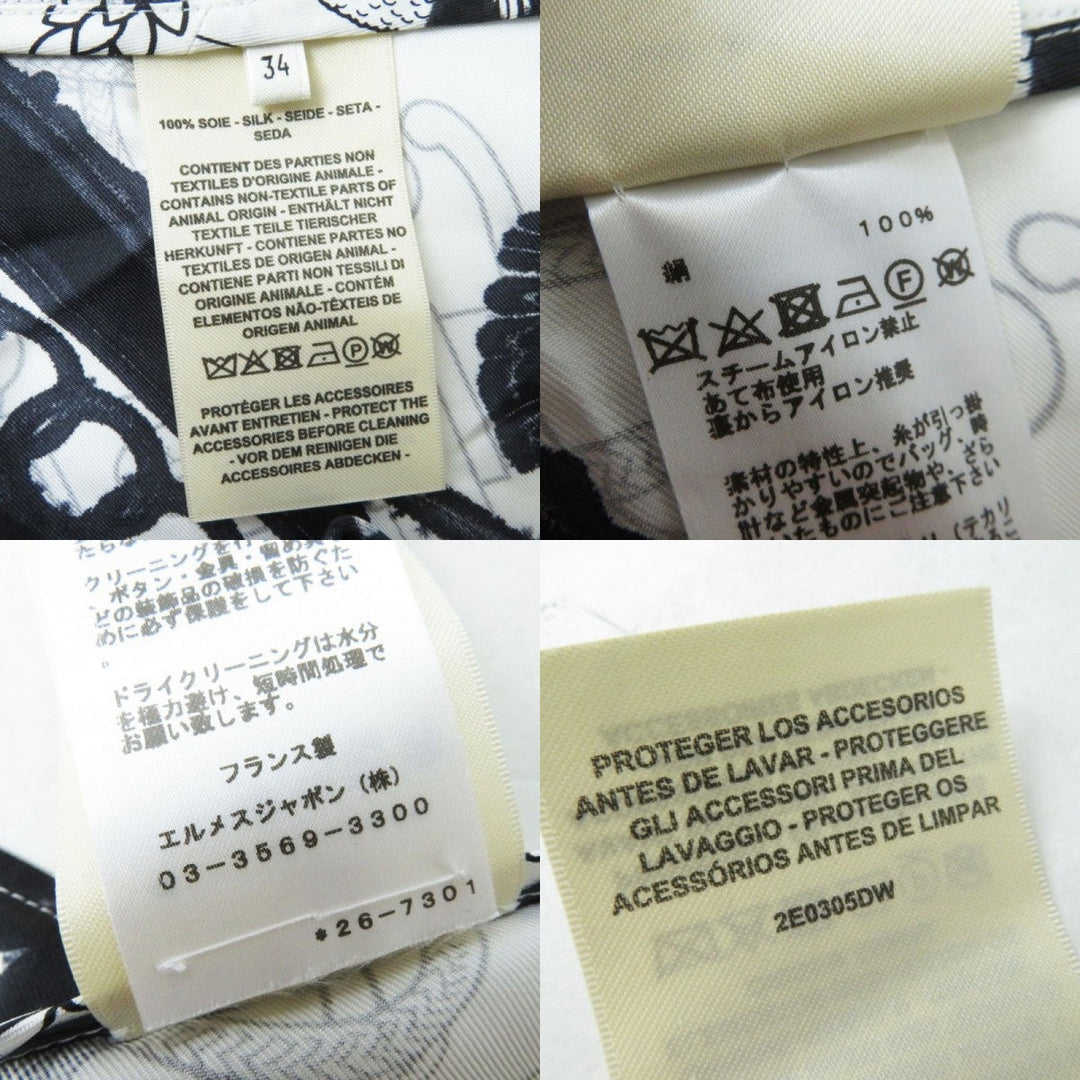 34
100% SOIE - SILK - SEIDE - SETA -
SEDA
CONTIENT DES PARTIES NON
TEXTILES D'ORIGINE ANIMALE -
CONTAINS NON-TEXTILE PARTS OF
ANIMAL ORIGIN - ENTHÄLT NICHT
TEXTILE TEILE TIERISCHER
HERKUNFT - CONTIENE PARTES NO
TEXTILES DE ORIGEN ANIMAL -
CONTIENE PARTI NON TESSILI DI
ORIGINE ANIMALE - CONTÉM
ELEMENTOS NÃO-TÊXTEIS DE
ORIGEM ANIMAL
P W
PROTÉGER LES ACCESSOIRES
AVANT ENTRETIEN - PROTECT THE
ACCESSORIES BEFORE CLEANING
- VOR DEM REINIGEN DIE
ACCESSOIRES ABDECKEN -
100%
絹
F W
スチームアイロン禁止
あて布使用
裏からアイロン推奨
素材の特性上、糸が引っ掛
かりやすいのでバッグ、時
計など金属突起物や、ざら
いたものにご注意下さい
(テカリ
クリーニングを
ボタン・金具・留め
どの装飾品の破損を防ぐた
めに必ず保護をして下さい
。
ドライクリーニングは水分
を極力避け、短時間処理で
お願い致します。
フランス製
エルメスジャポン(株)
03-3569-3300
*26-7301
PROTEGER LOS ACCESORIOS
ANTES DE LAVAR - PROTEGGERE
GLI ACCESSORI PRIMA DEL
LAVAGGIO - PROTEGER OS
ACESSÓRIOS ANTES DE LIMPAR
2E0305DW